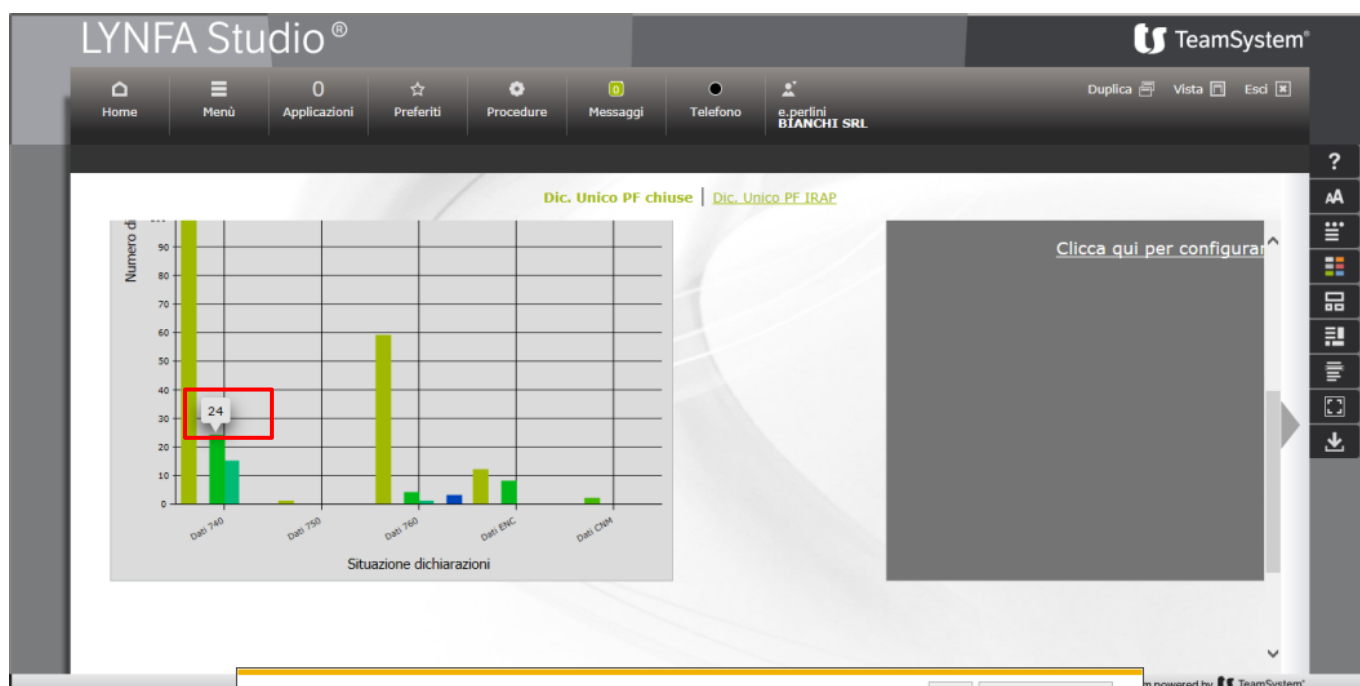 LYNFA Studio®
TeamSystem®
Home
Menù
0
Applicazioni
Preferiti
Procedure
0
Messaggi
Telefono
e.perlini
BIANCHI SRL
Duplica
Vista
Esci
?
AA
Dic. Unico PF chiuse | Dic. Unico PF IRAP
Numero di
90
80
70
60
50
40
30
20
10
0
24
Dati 740
Dati 750
Dati 760
Dati ENC
Dati CNM
Situazione dichiarazioni
Clicca qui per configurar
powered by TeamSystem®